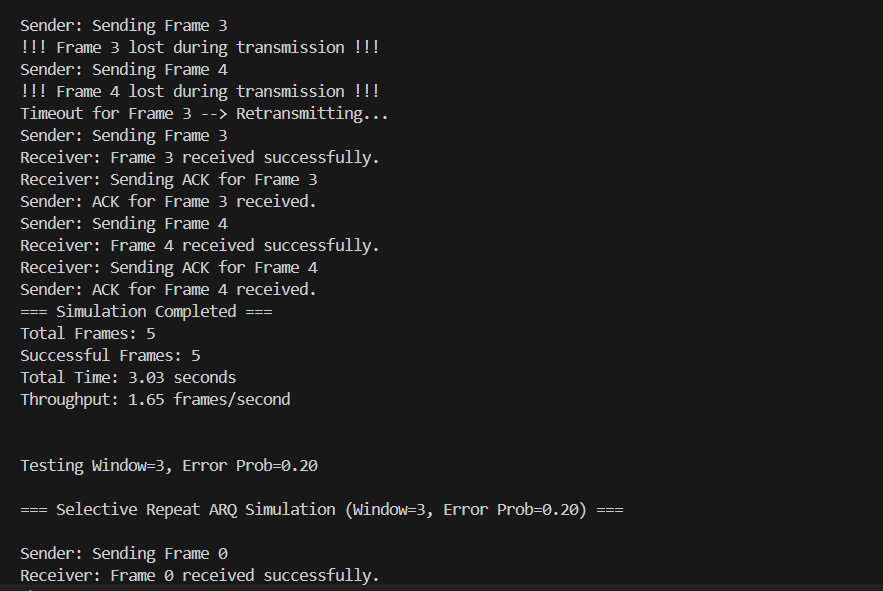 Sender: Sending Frame 3
!!! Frame 3 lost during transmission !!!
Sender: Sending Frame 4
!!! Frame 4 lost during transmission !!!
Timeout for Frame 3 --> Retransmitting...
Sender: Sending Frame 3
Receiver: Frame 3 received successfully.
Receiver: Sending ACK for Frame 3
Sender: ACK for Frame 3 received.
Sender: Sending Frame 4
Receiver: Frame 4 received successfully.
Receiver: Sending ACK for Frame 4
Sender: ACK for Frame 4 received.
=== Simulation Completed ===
Total Frames: 5
Successful Frames: 5
Total Time: 3.03 seconds
Throughput: 1.65 frames/second
Testing Window=3, Error Prob=0.20
=== Selective Repeat ARQ Simulation (Window=3, Error Prob=0.20) ===
Sender: Sending Frame 0
Receiver: Frame 0 received successfully.